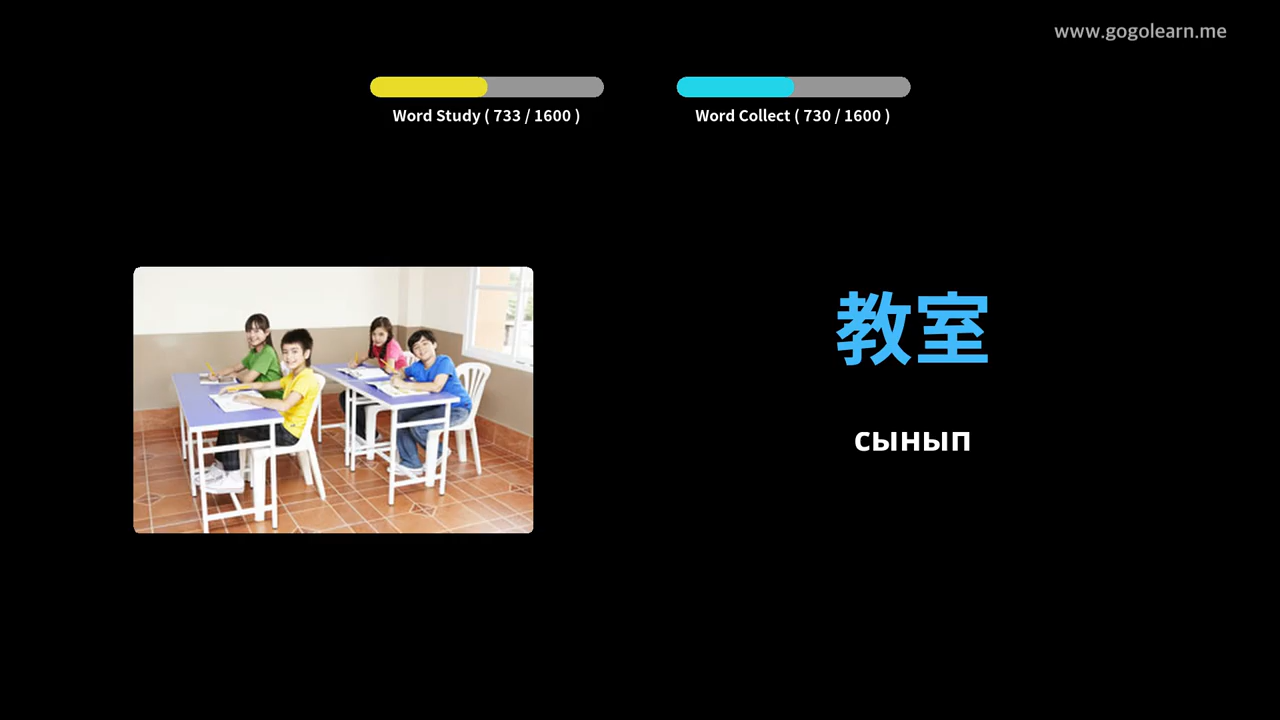 www.gogolearn.me
Word Study ( 733 / 1600 )
Word Collect ( 730 / 1600 )
教室
сынып